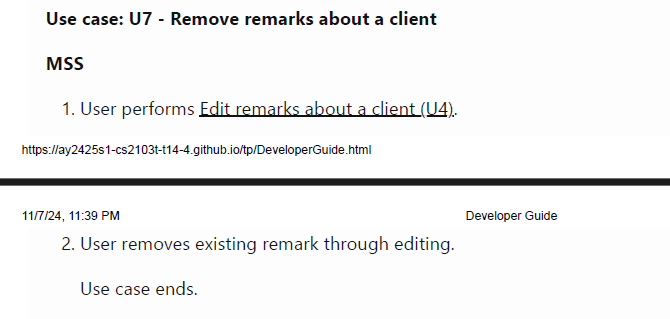 Use case: U7 - Remove remarks about a client
MSS
1. User performs Edit remarks about a client (U4).
https://ay2425s1-cs2103t-t14-4.github.io/tp/DeveloperGuide.html
11/7/24, 11:39 PM Developer Guide
2. User removes existing remark through editing.
Use case ends.